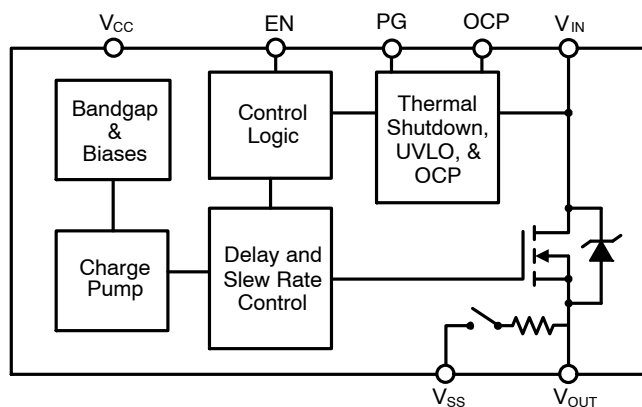 VCC
EN
PG
OCP
VIN
Bandgap
&
Biases
Control
Logic
Thermal
Shutdown,
UVLO, &
OCP
Charge
Pump
Delay and
Slew Rate
Control
VSS
VOUT